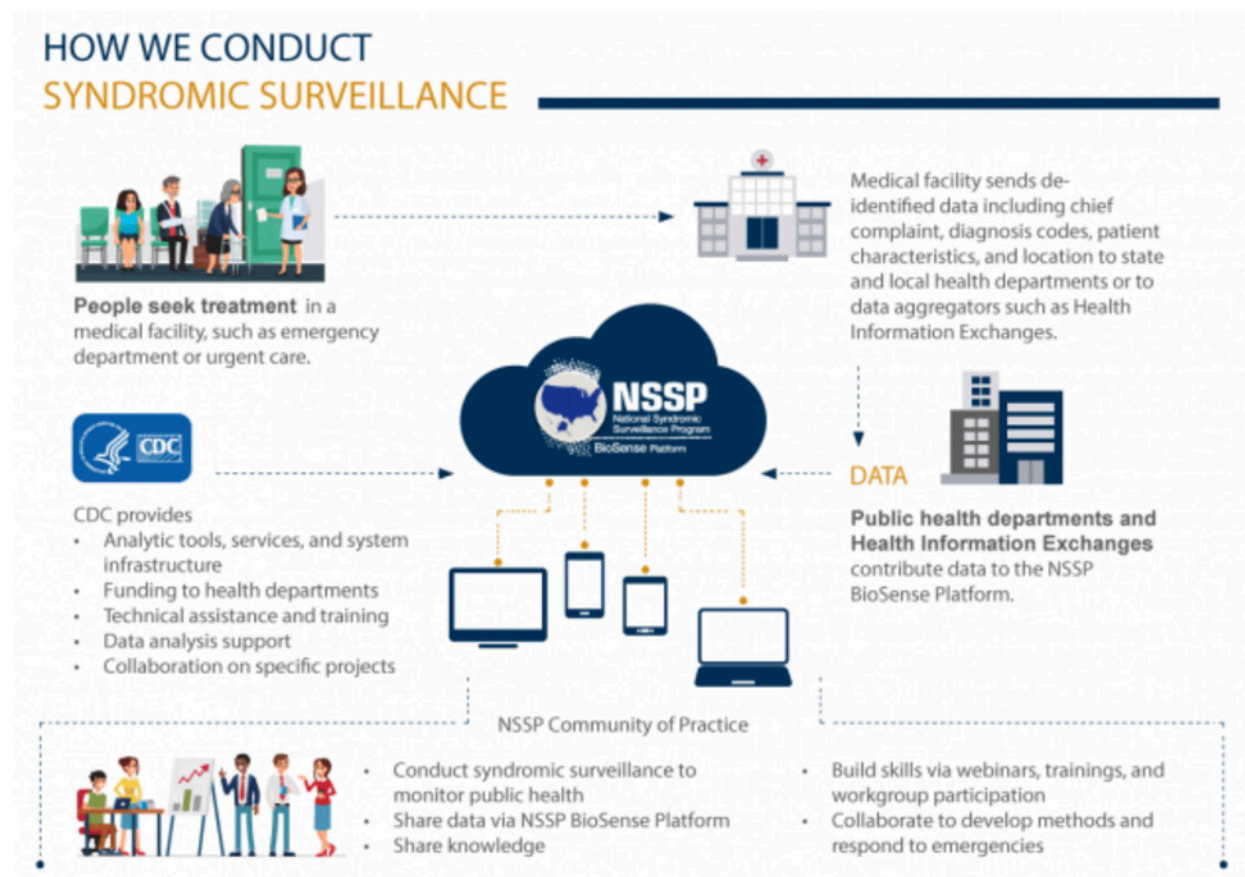 HOW WE CONDUCT
SYNDROMIC SURVEILLANCE
People seek treatment in a
medical facility, such as emergency
department or urgent care.
Medical facility sends de-
identified data including chief
complaint, diagnosis codes, patient
characteristics, and location to state
and local health departments or to
data aggregators such as Health
Information Exchanges.
NSSP
National Syndromic
Surveillance Program
BioSense Platform
CDC
DATA
Public health departments and
Health Information Exchanges
contribute data to the NSSP
BioSense Platform.
CDC provides
• Analytic tools, services, and system
infrastructure
• Funding to health departments
• Technical assistance and training
• Data analysis support
• Collaboration on specific projects
NSSP Community of Practice
• Conduct syndromic surveillance to
monitor public health
• Share data via NSSP BioSense Platform
• Share knowledge
• Build skills via webinars, trainings, and
workgroup participation
• Collaborate to develop methods and
respond to emergencies